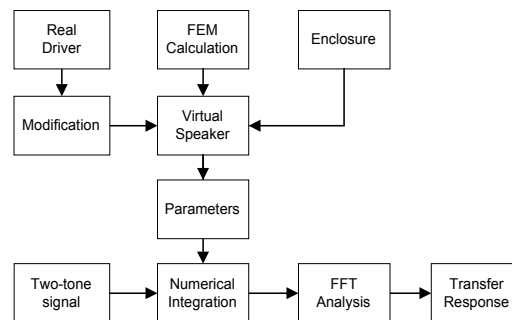 Real
Driver
FEM
Calculation
Enclosure
Modification
Virtual
Speaker
Parameters
Two-tone
signal
Numerical
Integration
FFT
Analysis
Transfer
Response